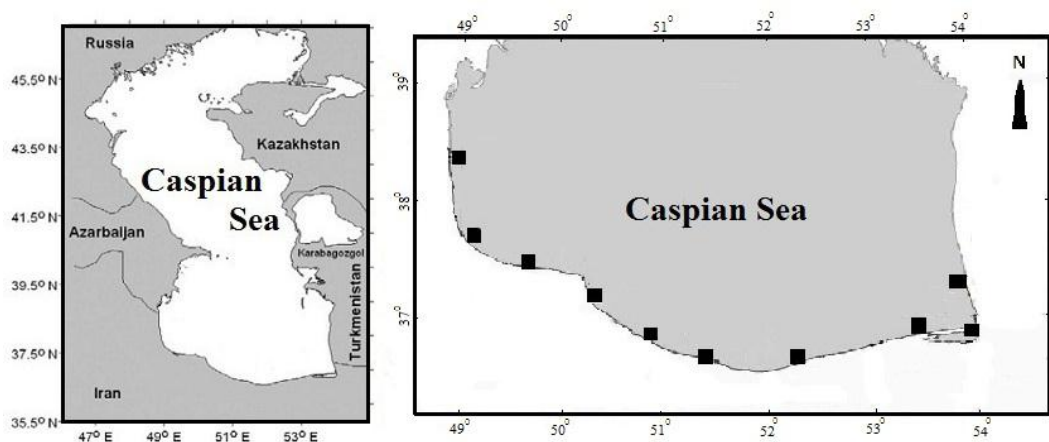 Russia
45.5° N
43.5° N
41.5° N
39.5° N
37.5° N
35.5° N
Kazakhstan
Caspian
Sea
Azarbaijan
Karabagozgol
Turkmenistan
Iran
47° E
49° E
51° E
53° E
49° 50° 51° 52° 53° 54°
39°
38°
37°
N
Caspian Sea
49° 50° 51° 52° 53° 54°